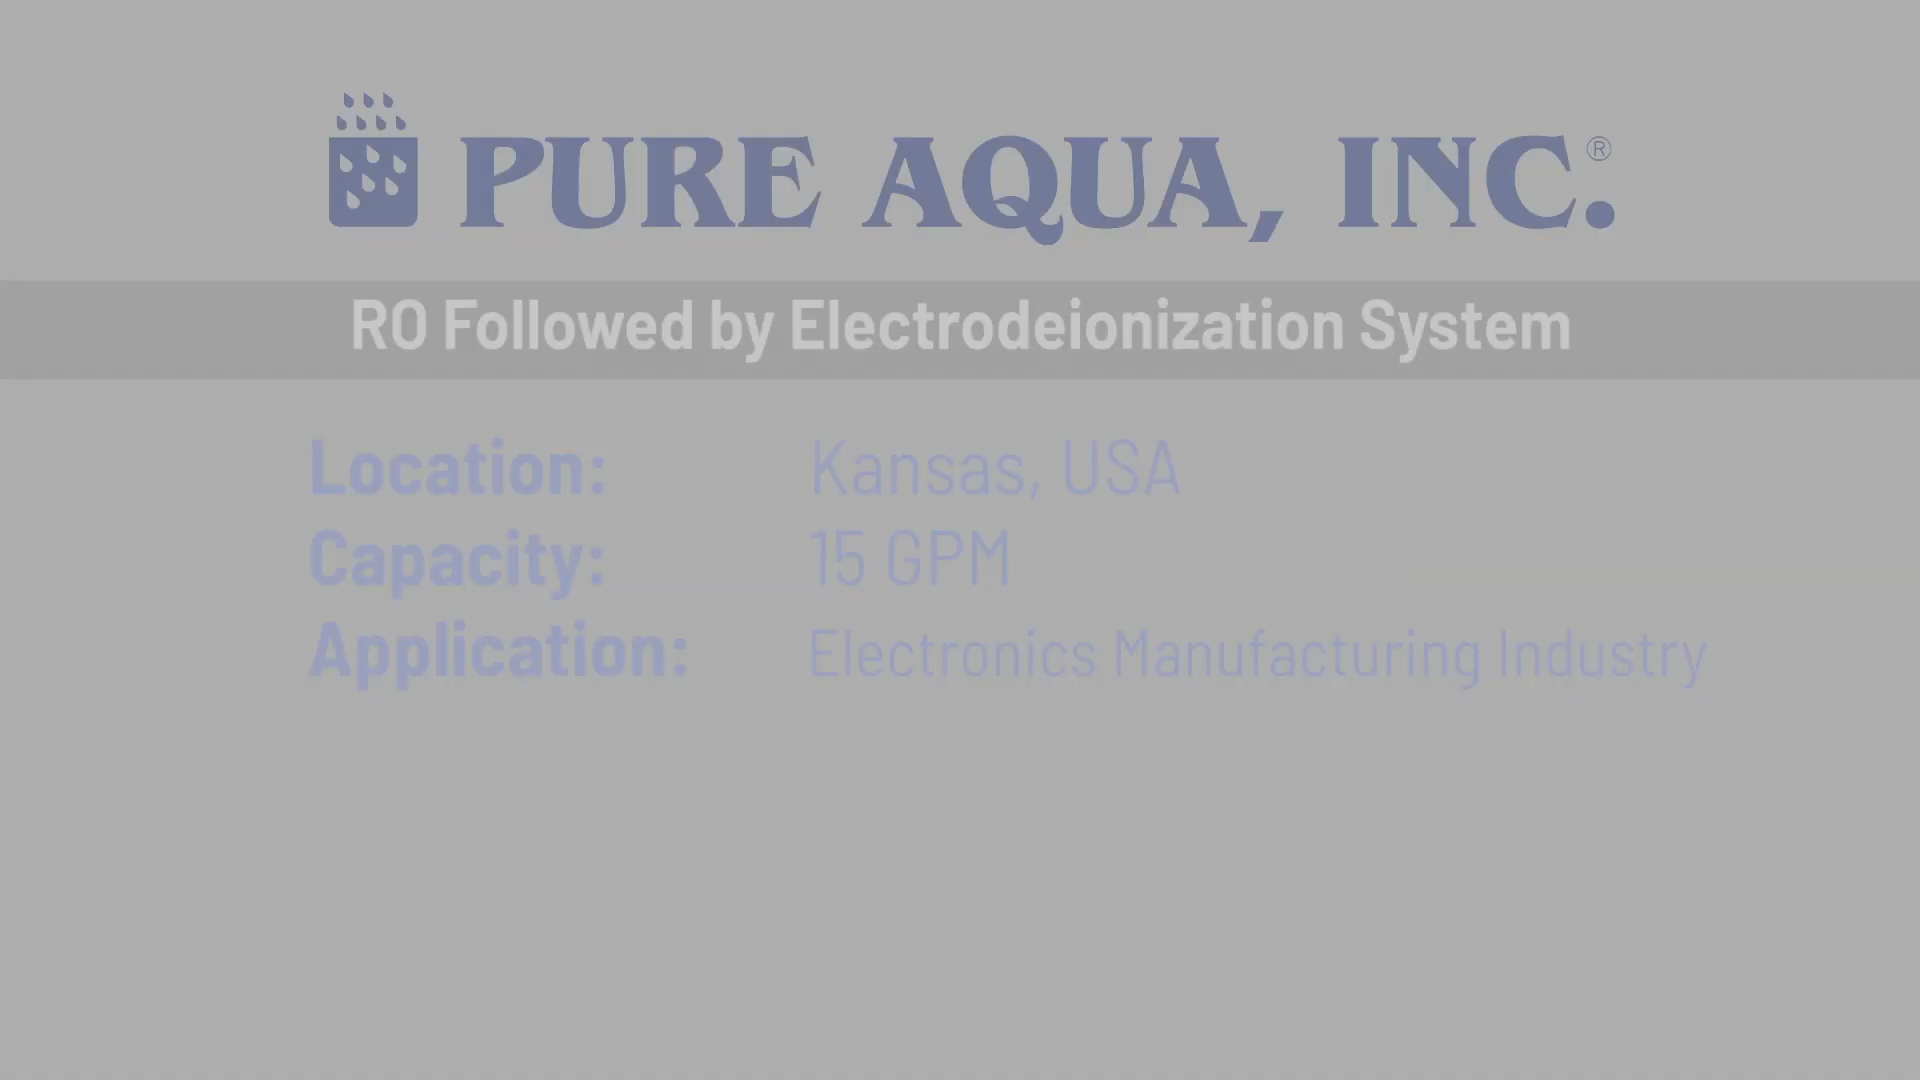 PURE AQUA, INC.®
RO Followed by Electrodeionization System
Location: Kansas, USA
Capacity: 15 GPM
Application: Electronics Manufacturing Industry